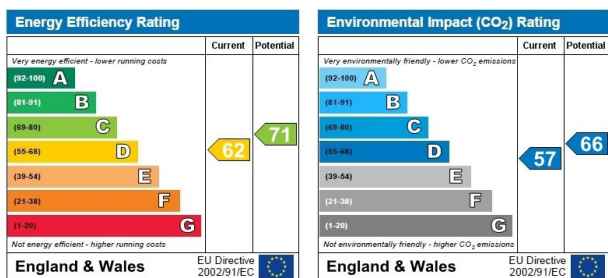 Energy Efficiency Rating
Current Potential
Very energy efficient - lower running costs
(92-100) A
(81-91) B
(69-80) C
(55-68) D
(39-54) E
(21-38) F
(1-20) G
62
71
Not energy efficient - higher running costs
England & Wales
EU Directive
2002/91/EC
Environmental Impact (CO₂) Rating
Current Potential
Very environmentally friendly - lower CO₂ emissions
(92-100) A
(81-91) B
(69-80) C
(55-68) D
(39-54) E
(21-38) F
(1-20) G
57
66
Not environmentally friendly - higher CO₂ emissions
England & Wales
EU Directive
2002/91/EC